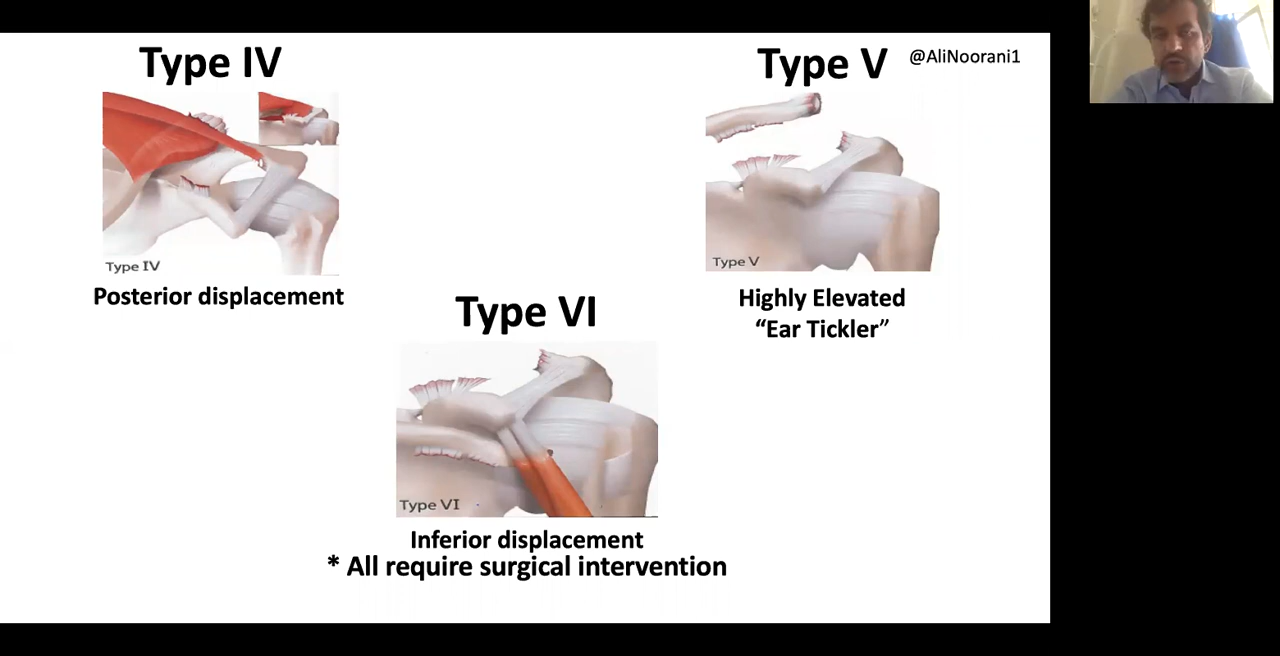 Type IV
Type V
@AliNoorani1
Type IV
Posterior displacement
Type V
Highly Elevated
“Ear Tickler”
Type VI
Type VI
Inferior displacement
* All require surgical intervention